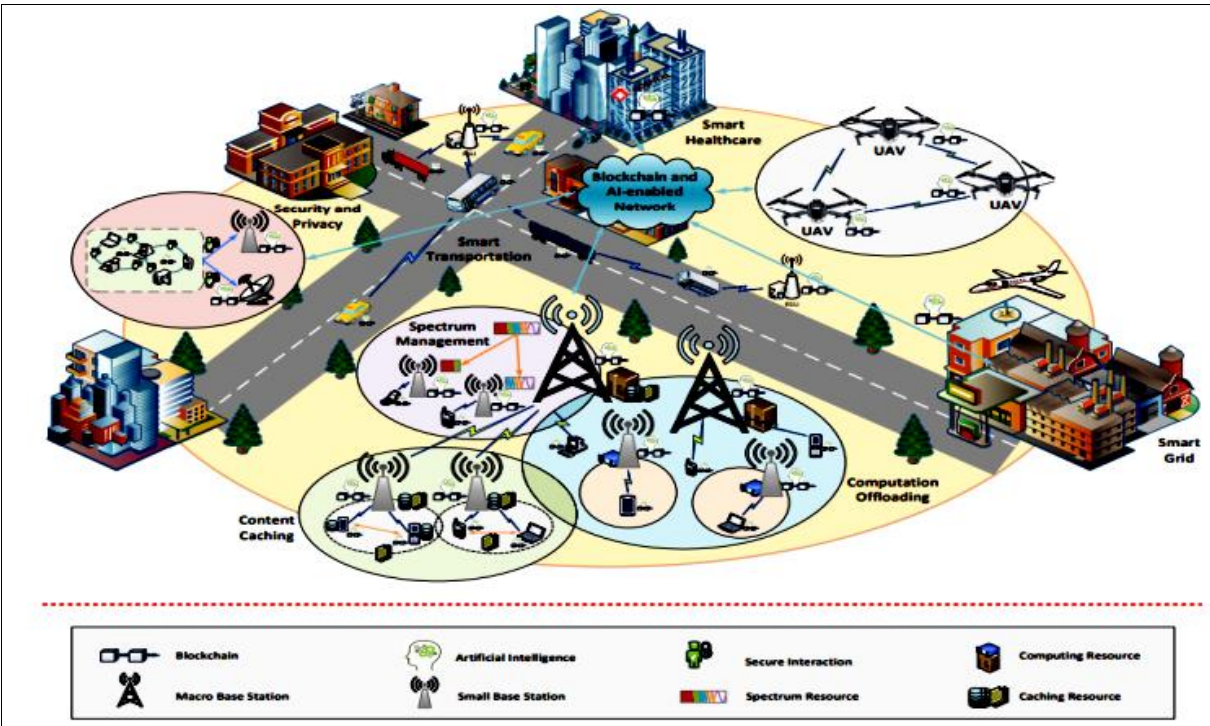 Smart
Healthcare
UAV
UAV
UAV
Blockchain and
AI-enabled
Network
Security and
Privacy
Smart
Transportation
RSU
Spectrum
Management
Smart
Grid
Computation
Offloading
Content
Caching
Blockchain
Artificial Intelligence
Secure Interaction
Computing Resource
Macro Base Station
Small Base Station
Spectrum Resource
Caching Resource